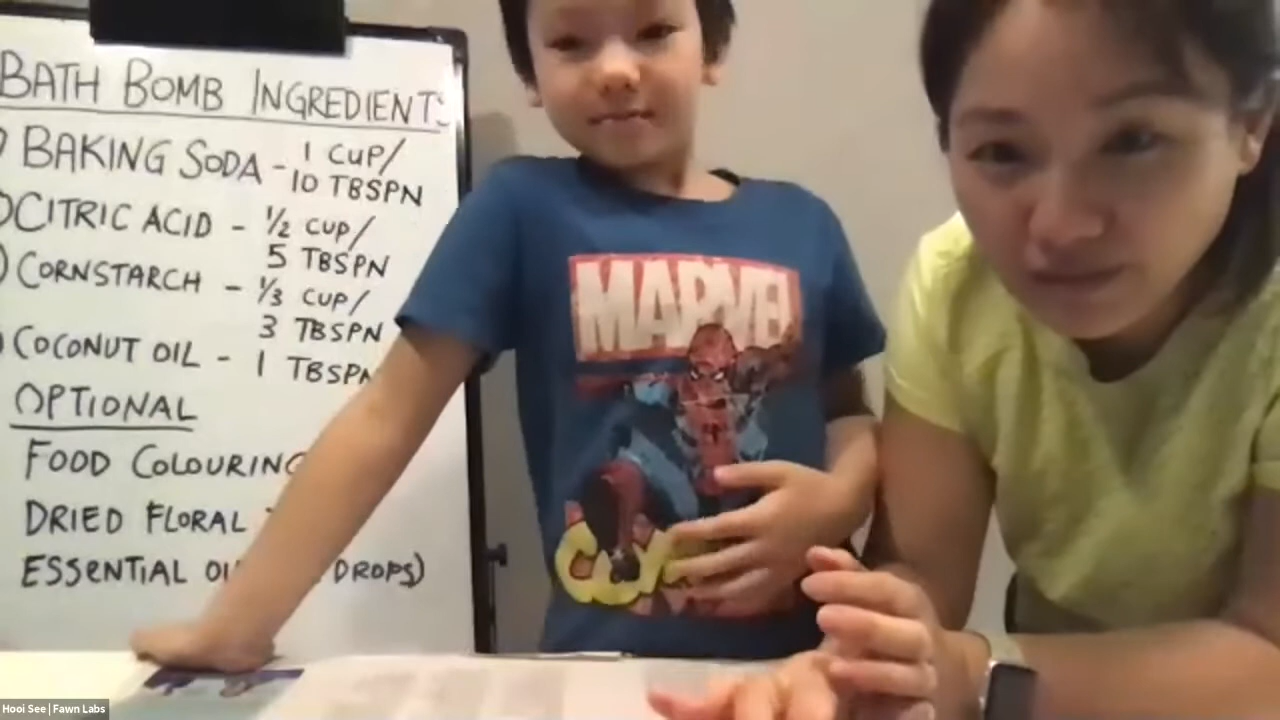 BATH BOMB INGREDIENTS
BAKING SODA - 1 CUP/
10 TBSPN
CITRIC ACID - 1/2 CUP/
5 TBSPN
CORNSTARCH - 1/3 CUP/
3 TBSPN
COCONUT OIL - 1 TBSPN
OPTIONAL
FOOD COLOURING
DRIED FLORAL
ESSENTIAL DROPS)
MARVEL
Hooi See | Fawn Labs